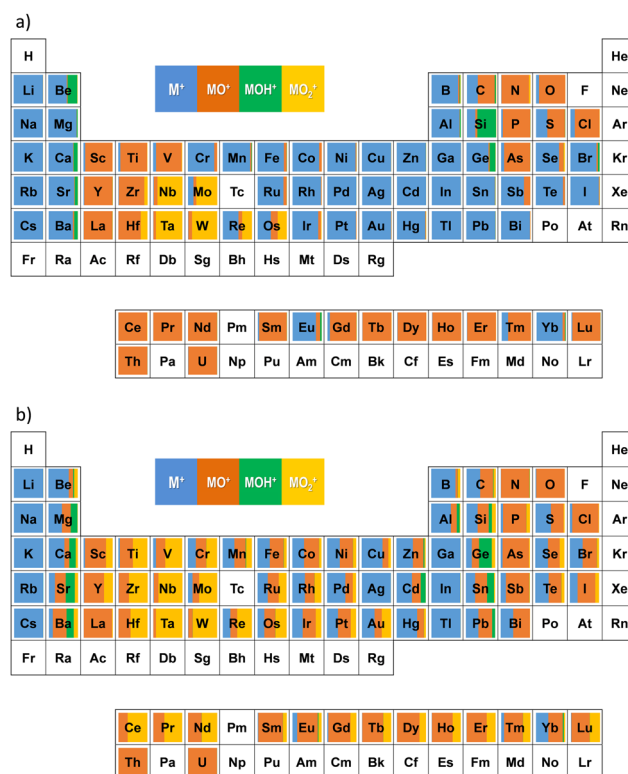 a)
H He
Li Be B C N O F Ne
M⁺ MO⁺ MOH⁺ MO₂⁺
Na Mg Al Si P S Cl Ar
K Ca Sc Ti V Cr Mn Fe Co Ni Cu Zn Ga Ge As Se Br Kr
Rb Sr Y Zr Nb Mo Tc Ru Rh Pd Ag Cd In Sn Sb Te I Xe
Cs Ba La Hf Ta W Re Os Ir Pt Au Hg Tl Pb Bi Po At Rn
Fr Ra Ac Rf Db Sg Bh Hs Mt Ds Rg
Ce Pr Nd Pm Sm Eu Gd Tb Dy Ho Er Tm Yb Lu
Th Pa U Np Pu Am Cm Bk Cf Es Fm Md No Lr
b)
H He
Li Be B C N O F Ne
M⁺ MO⁺ MOH⁺ MO₂⁺
Na Mg Al Si P S Cl Ar
K Ca Sc Ti V Cr Mn Fe Co Ni Cu Zn Ga Ge As Se Br Kr
Rb Sr Y Zr Nb Mo Tc Ru Rh Pd Ag Cd In Sn Sb Te I Xe
Cs Ba La Hf Ta W Re Os Ir Pt Au Hg Tl Pb Bi Po At Rn
Fr Ra Ac Rf Db Sg Bh Hs Mt Ds Rg
Ce Pr Nd Pm Sm Eu Gd Tb Dy Ho Er Tm Yb Lu
Th Pa U Np Pu Am Cm Bk Cf Es Fm Md No Lr